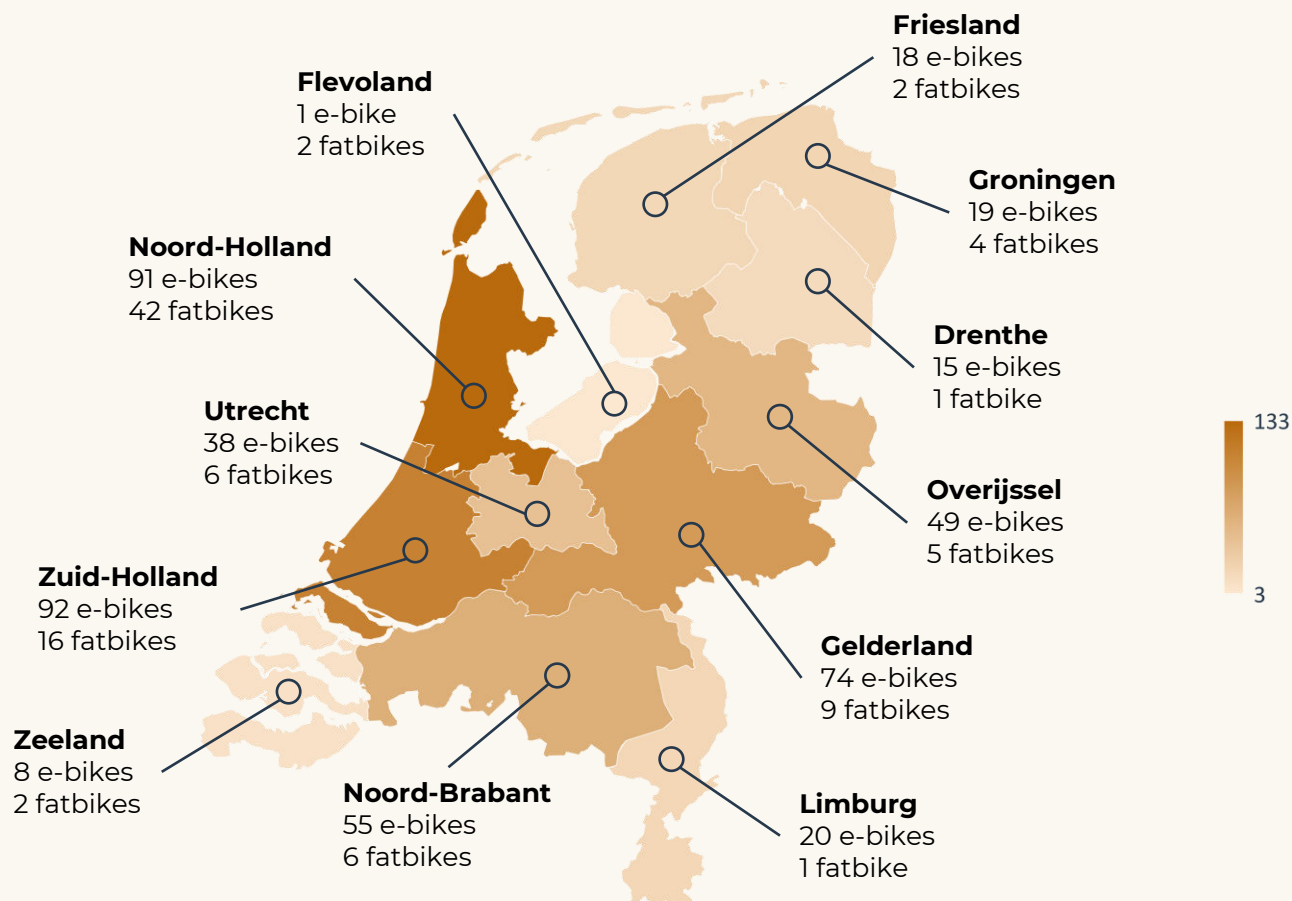 Friesland
18 e-bikes
2 fatbikes
Flevoland
1 e-bike
2 fatbikes
Groningen
19 e-bikes
4 fatbikes
Noord-Holland
91 e-bikes
42 fatbikes
Drenthe
15 e-bikes
1 fatbike
Utrecht
38 e-bikes
6 fatbikes
133
3
Overijssel
49 e-bikes
5 fatbikes
Zuid-Holland
92 e-bikes
16 fatbikes
Gelderland
74 e-bikes
9 fatbikes
Zeeland
8 e-bikes
2 fatbikes
Noord-Brabant
55 e-bikes
6 fatbikes
Limburg
20 e-bikes
1 fatbike